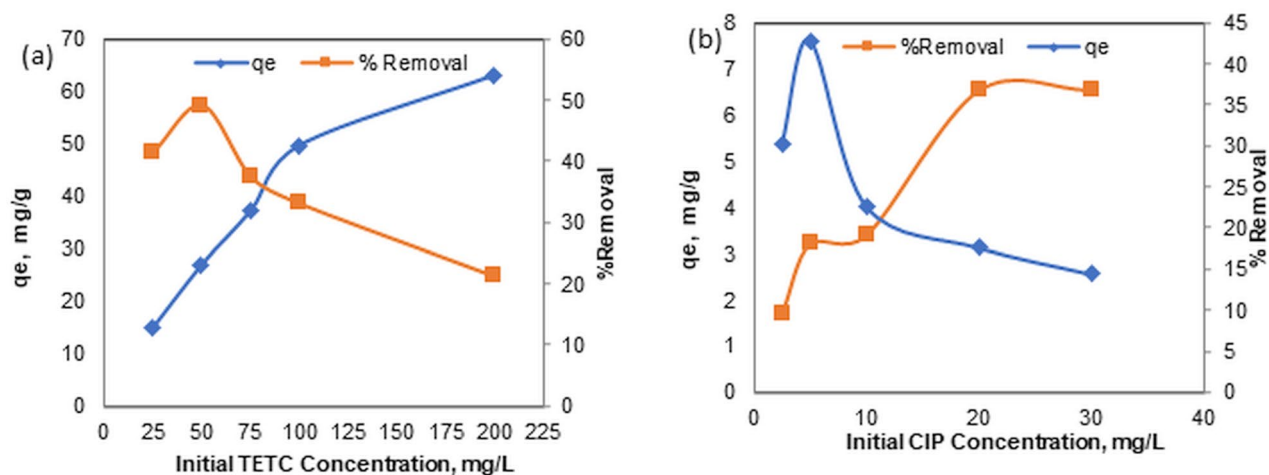 (a)
qe
% Removal
70
60
50
40
30
20
10
0
qe, mg/g
60
50
40
30
20
10
0
%Removal
0 25 50 75 100 125 150 175 200 225
Initial TETC Concentration, mg/L
(b)
%Removal
qe
8
7
6
5
4
3
2
1
0
qe, mg/g
45
40
35
30
25
20
15
10
5
0
% Removal
0 10 20 30 40
Initial CIP Concentration, mg/L